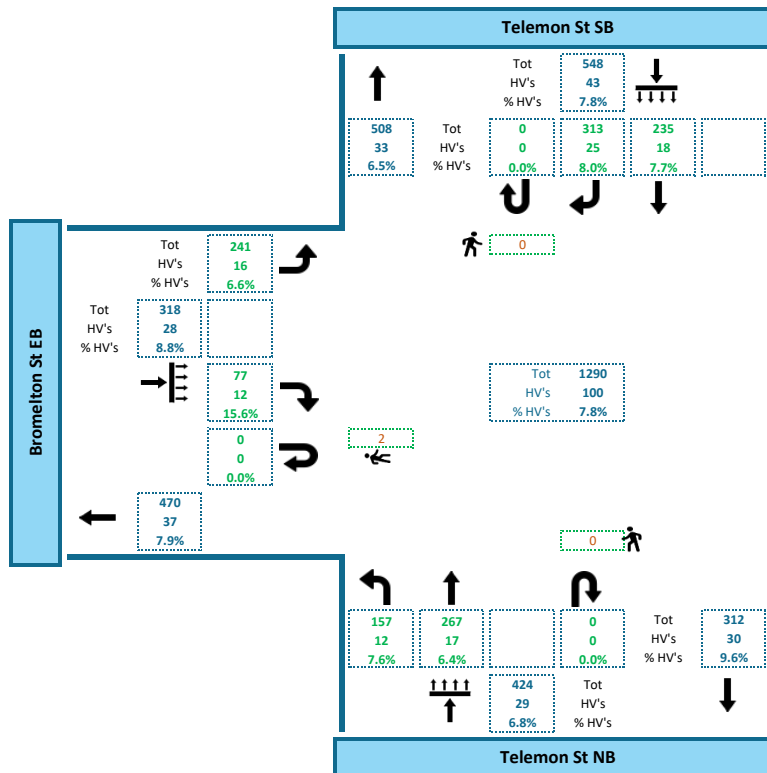 Telemon St SB
Tot 548
HV's 43
% HV's 7.8%
508 Tot 0 313 235
33 HV's 0 25 18
6.5% % HV's 0.0% 8.0% 7.7%
0
Tot 241
HV's 16
% HV's 6.6%
Tot 318
HV's 28
% HV's 8.8%
Bromelton St EB
77
12
15.6%
Tot 1290
HV's 100
% HV's 7.8%
0
0
0.0%
2
470
37
7.9%
0
157 267 0 Tot 312
12 17 0 HV's 30
7.6% 6.4% 0.0% % HV's 9.6%
424 Tot
29 HV's
6.8% % HV's
Telemon St NB